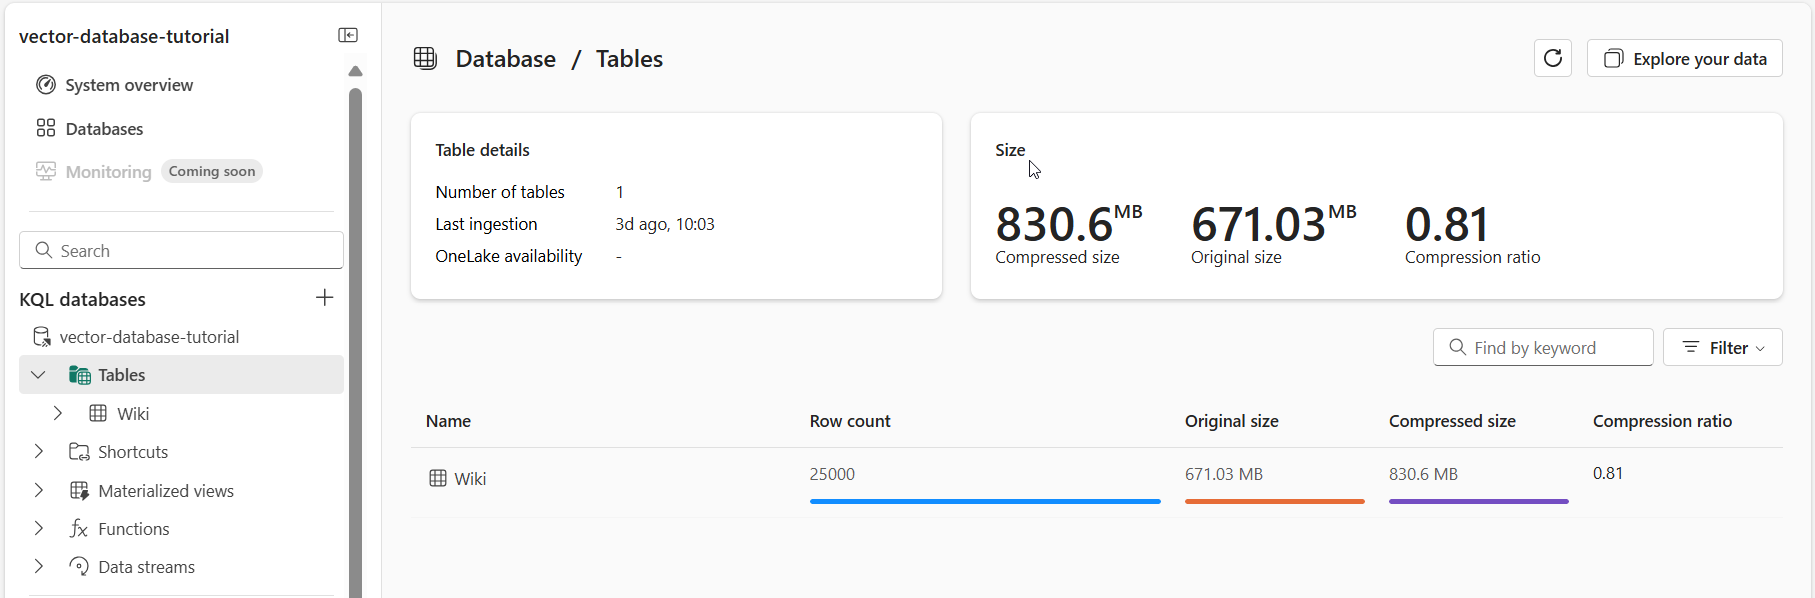 vector-database-tutorial
System overview
Databases
Monitoring Coming soon
Search
KQL databases
vector-database-tutorial
Tables
Wiki
Shortcuts
Materialized views
Functions
Data streams
Database / Tables
Explore your data
Table details
Number of tables 1
Last ingestion 3d ago, 10:03
OneLake availability -
Size
830.6 MB 671.03 MB 0.81
Compressed size Original size Compression ratio
Find by keyword Filter
Name Row count Original size Compressed size Compression ratio
Wiki 25000 671.03 MB 830.6 MB 0.81